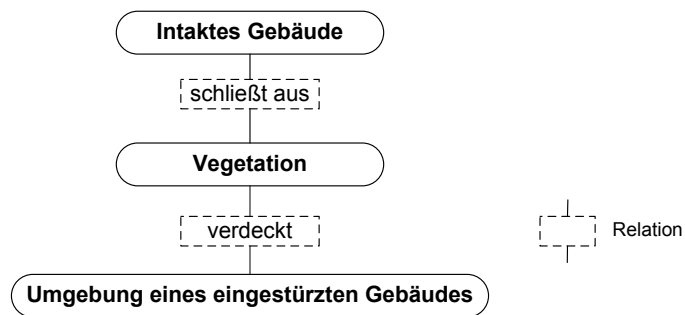 Intaktes Gebäude
schließt aus
Vegetation
verdeckt
Relation
Umgebung eines eingestürzten Gebäudes